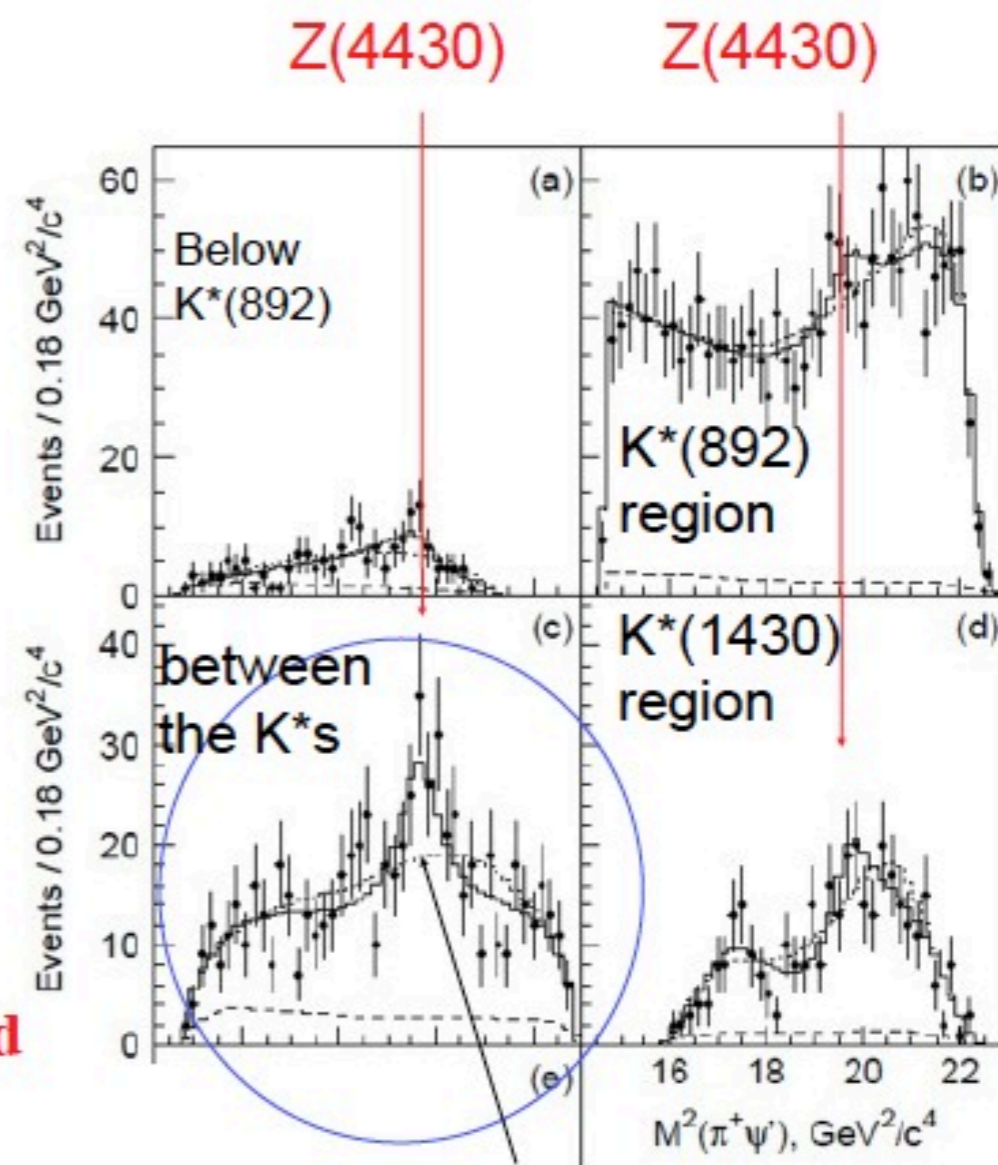 Z(4430) Z(4430)
Events / 0.18 GeV²/c⁴
60
40
20
0
(a)
Below
K*(892)
(b)
K*(892)
region
Events / 0.18 GeV²/c⁴
40
30
20
10
0
(c)
between
the K*s
(d)
K*(1430)
region
(e)
16 18 20 22
M²(π⁺ψ'), GeV²/c⁴
d